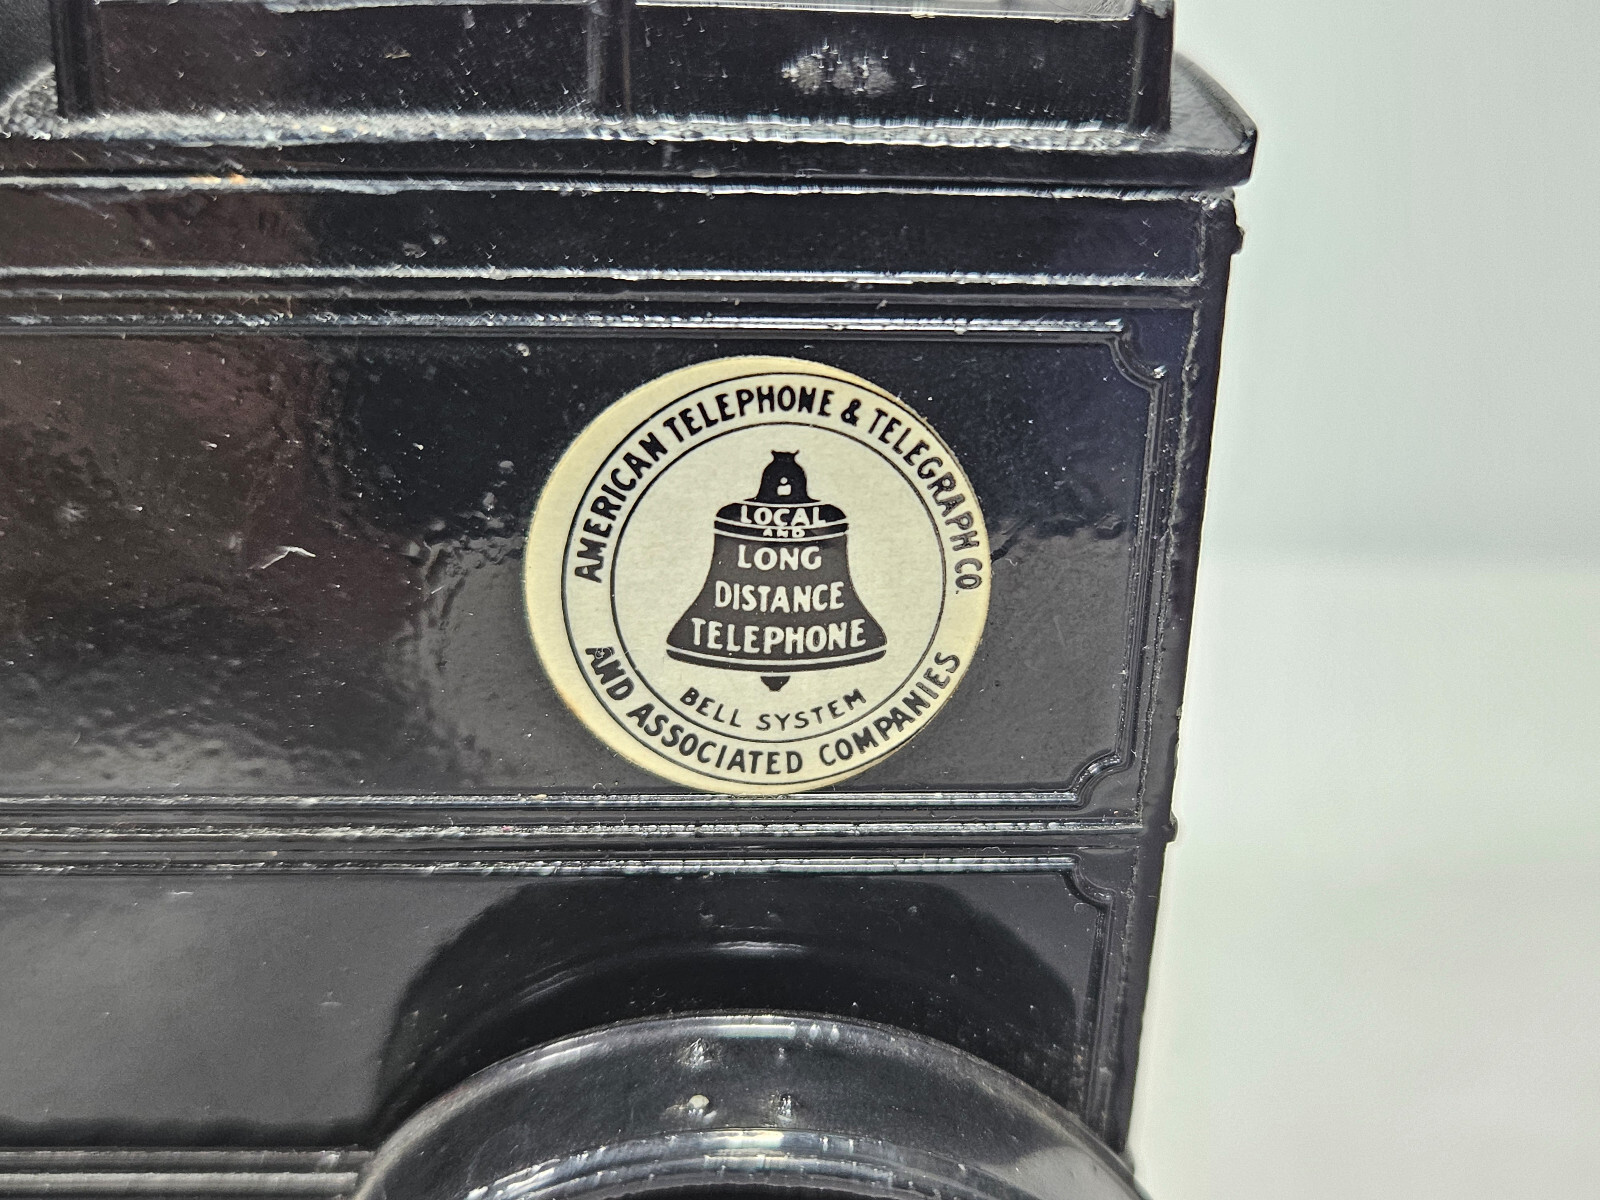 AMERICAN TELEPHONE & TELEGRAPH CO.
LOCAL
AND
LONG
DISTANCE
TELEPHONE
BELL SYSTEM
AND ASSOCIATED COMPANIES